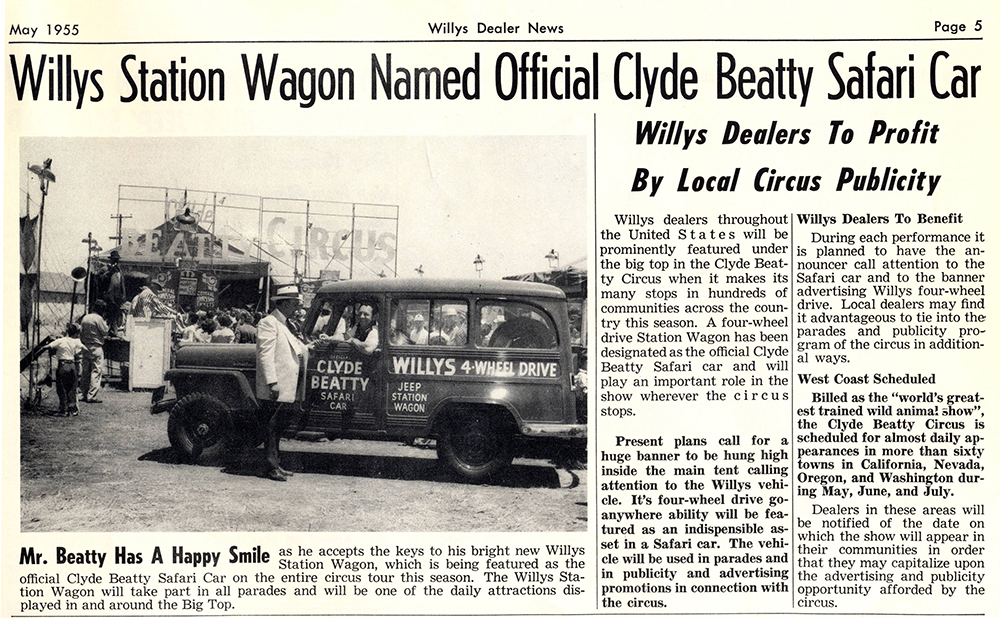 May 1955
Willys Dealer News
Page 5
Willys Station Wagon Named Official Clyde Beatty Safari Car
Willys Dealers To Profit
By Local Circus Publicity
Clyde
BEATTY CIRCUS
CLYDE
BEATTY
SAFARI
CAR
WILLYS 4-WHEEL DRIVE
JEEP
STATION
WAGON
Mr. Beatty Has A Happy Smile as he accepts the keys to his bright new Willys
Station Wagon, which is being featured as the
official Clyde Beatty Safari Car on the entire circus tour this season. The Willys Sta-
tion Wagon will take part in all parades and will be one of the daily attractions dis-
played in and around the Big Top.
Willys dealers throughout
the United States will be
prominently featured under
the big top in the Clyde Beat-
ty Circus when it makes its
many stops in hundreds of
communities across the coun-
try this season. A four-wheel
drive Station Wagon has been
designated as the official Clyde
Beatty Safari car and will
play an important role in the
show wherever the circus
stops.
Present plans call for a
huge banner to be hung high
inside the main tent calling
attention to the Willys vehi-
cle. It's four-wheel drive go-
anywhere ability will be fea-
tured as an indispensible as-
set in a Safari car. The vehi-
cle will be used in parades and
in publicity and advertising
promotions in connection with
the circus.
Willys Dealers To Benefit
During each performance it
is planned to have the an-
nouncer call attention to the
Safari car and to the banner
advertising Willys four-wheel
drive. Local dealers may find
it advantageous to tie into the
parades and publicity pro-
gram of the circus in addition-
al ways.
West Coast Scheduled
Billed as the "world's great-
est trained wild animal show",
the Clyde Beatty Circus is
scheduled for almost daily ap-
pearances in more than sixty
towns in California, Nevada,
Oregon, and Washington dur-
ing May, June, and July.
Dealers in these areas will
be notified of the date on
which the show will appear in
their communities in order
that they may capitalize upon
the advertising and publicity
opportunity afforded by the
circus.